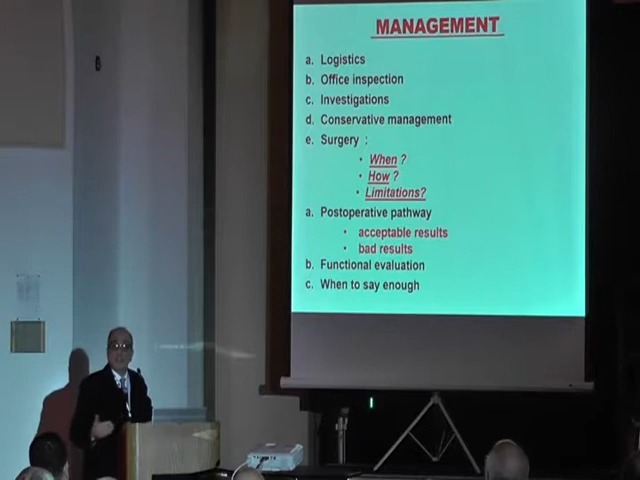 MANAGEMENT
a. Logistics
b. Office inspection
c. Investigations
d. Conservative management
e. Surgery :
• When ?
• How ?
• Limitations?
a. Postoperative pathway
• acceptable results
• bad results
b. Functional evaluation
c. When to say enough